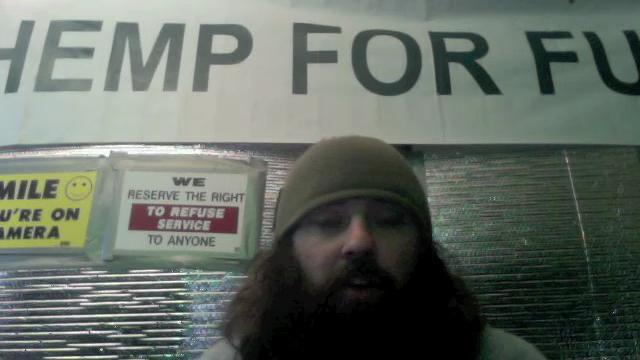 HEMP FOR FU
MILE
U'RE ON
AMERA
WE
RESERVE THE RIGHT
TO REFUSE
SERVICE
TO ANYONE